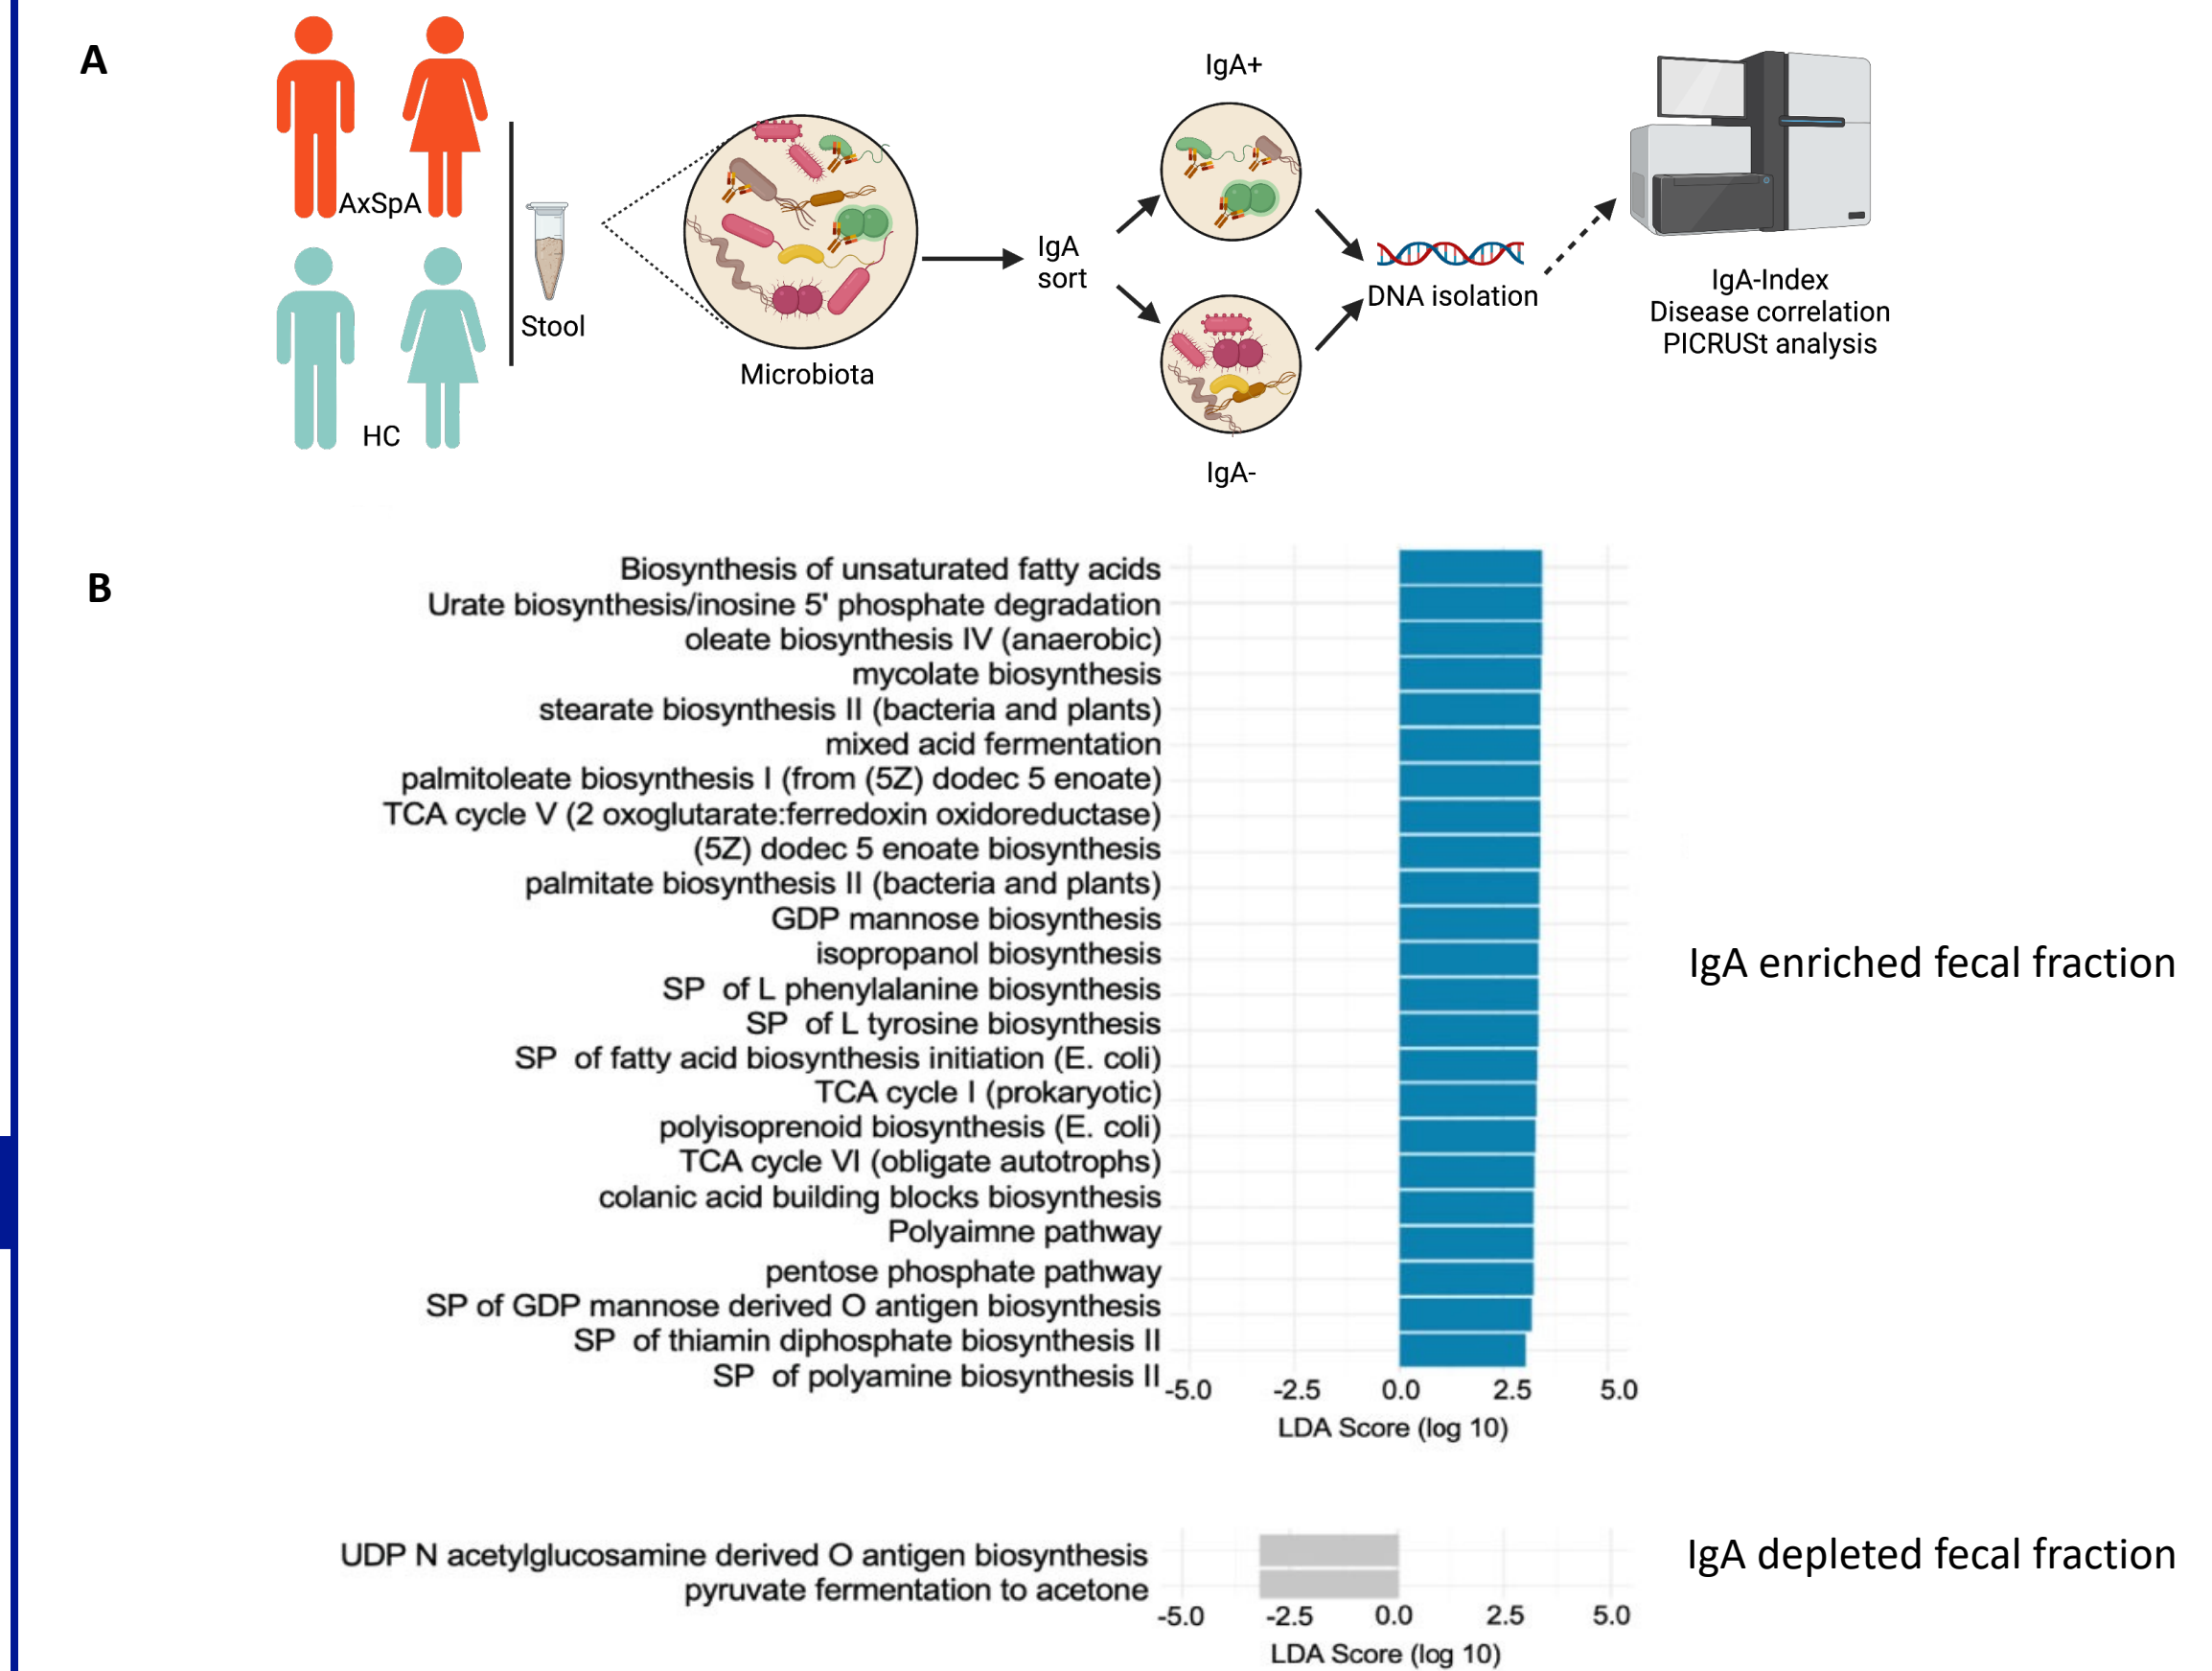 A
AxSpA
HC
Stool
Microbiota
IgA
sort
IgA+
IgA-
DNA isolation
IgA-Index
Disease correlation
PICRUSt analysis
B
Biosynthesis of unsaturated fatty acids
Urate biosynthesis/inosine 5' phosphate degradation
oleate biosynthesis IV (anaerobic)
mycolate biosynthesis
stearate biosynthesis II (bacteria and plants)
mixed acid fermentation
palmitoleate biosynthesis I (from (5Z) dodec 5 enoate)
TCA cycle V (2 oxoglutarate:ferredoxin oxidoreductase)
(5Z) dodec 5 enoate biosynthesis
palmitate biosynthesis II (bacteria and plants)
GDP mannose biosynthesis
isopropanol biosynthesis
SP of L phenylalanine biosynthesis
SP of L tyrosine biosynthesis
SP of fatty acid biosynthesis initiation (E. coli)
TCA cycle I (prokaryotic)
polyisoprenoid biosynthesis (E. coli)
TCA cycle VI (obligate autotrophs)
colanic acid building blocks biosynthesis
Polyaimne pathway
pentose phosphate pathway
SP of GDP mannose derived O antigen biosynthesis
SP of thiamin diphosphate biosynthesis II
SP of polyamine biosynthesis II
-5.0 -2.5 0.0 2.5 5.0
LDA Score (log 10)
IgA enriched fecal fraction
UDP N acetylglucosamine derived O antigen biosynthesis
pyruvate fermentation to acetone
-5.0 -2.5 0.0 2.5 5.0
LDA Score (log 10)
IgA depleted fecal fraction